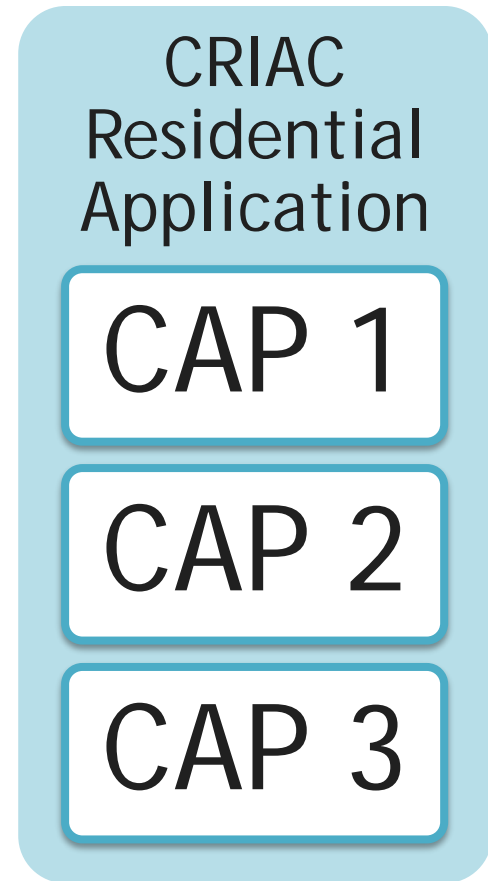 CRIAC
Residential
Application
CAP 1
CAP 2
CAP 3